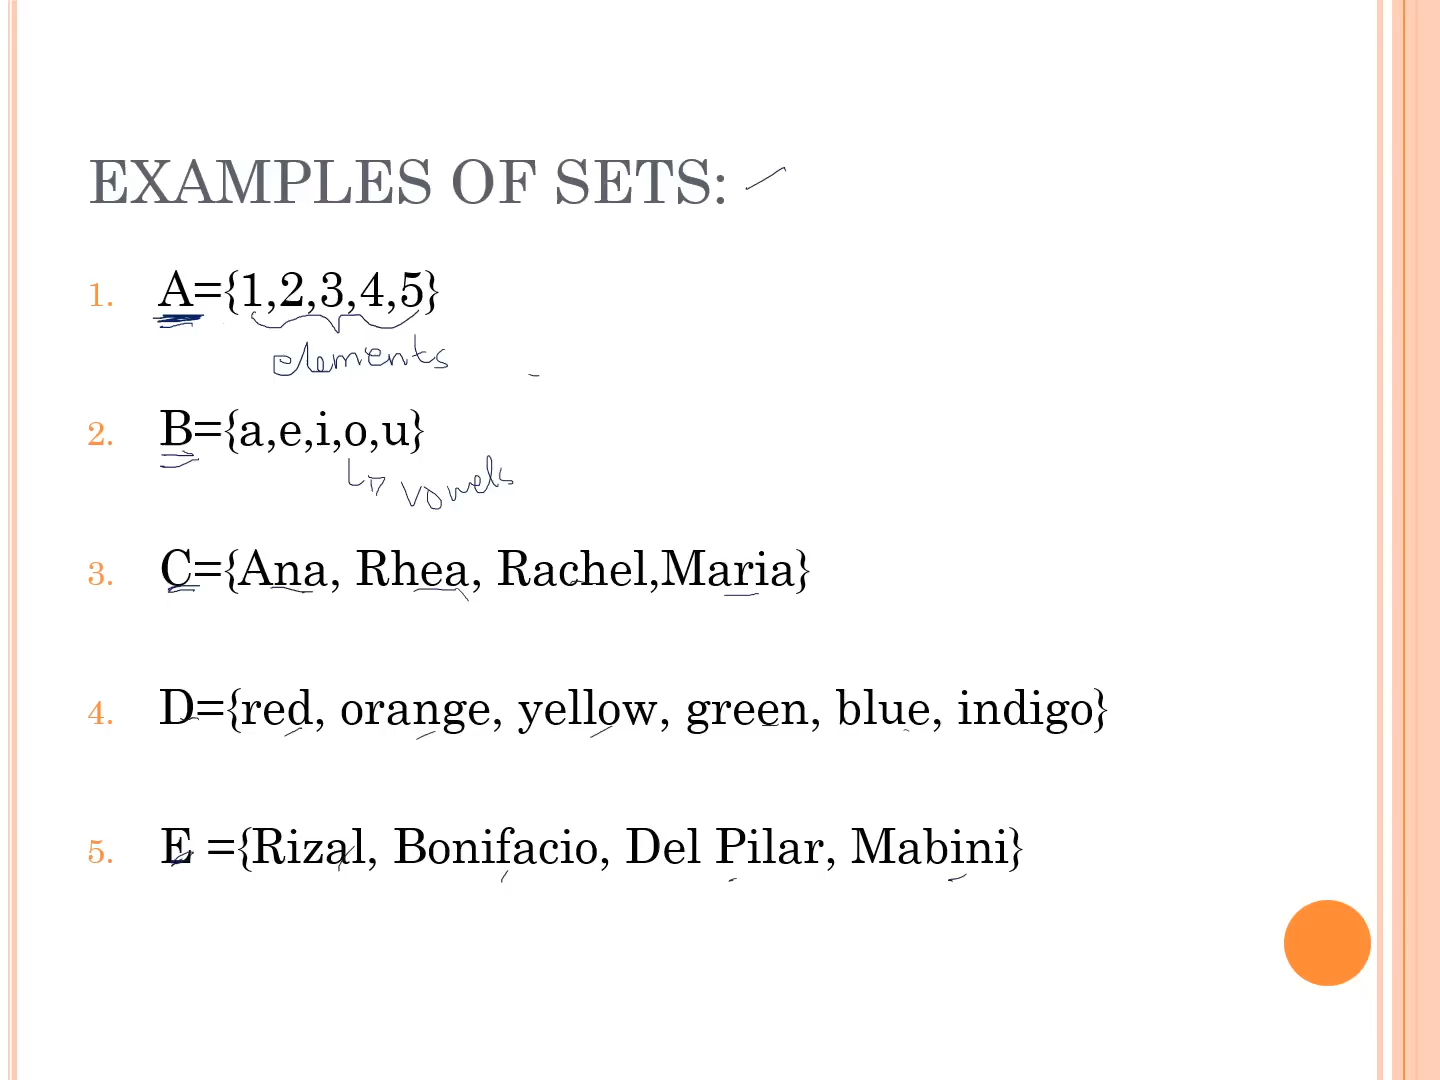 EXAMPLES OF SETS:
1. A={1,2,3,4,5}
elements
2. B={a,e,i,o,u}
vowels
3. C={Ana, Rhea, Rachel,Maria}
4. D={red, orange, yellow, green, blue, indigo}
5. E ={Rizal, Bonifacio, Del Pilar, Mabini}